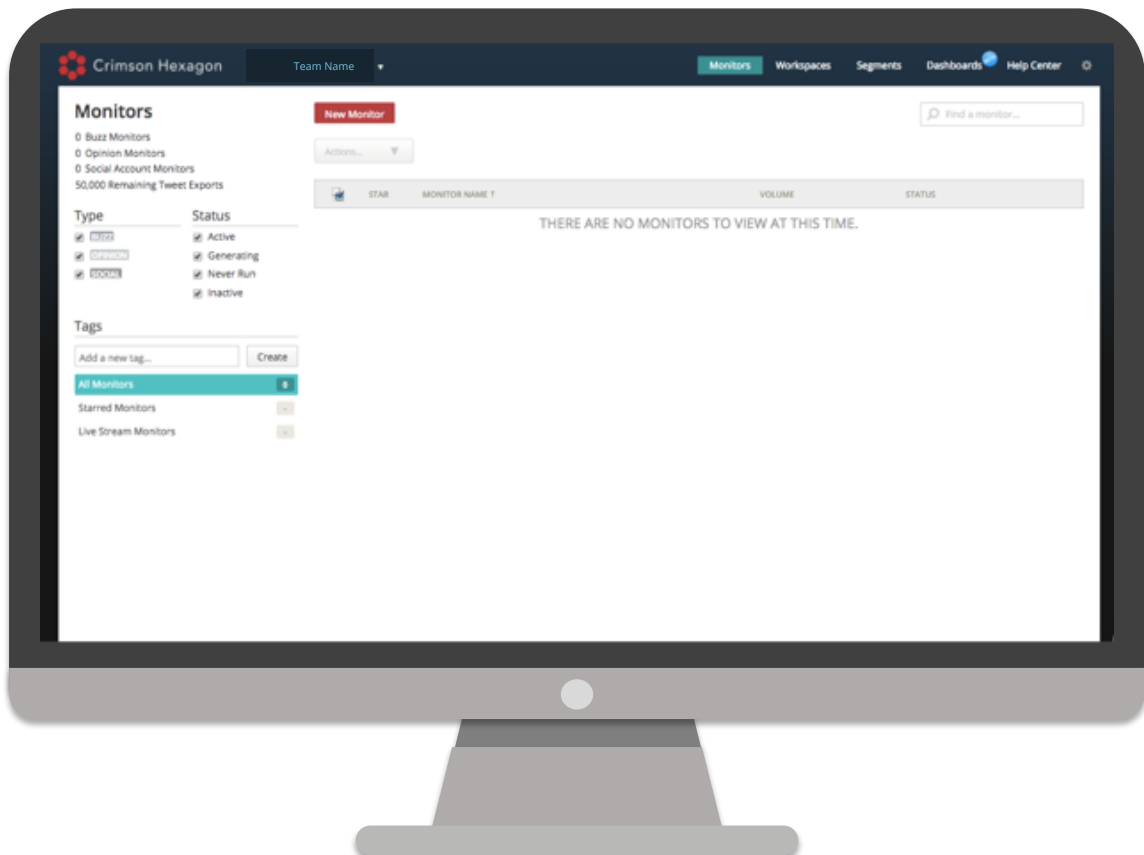 Crimson Hexagon
Team Name
Monitors Workspaces Segments Dashboards Help Center
Monitors
0 Buzz Monitors
0 Opinion Monitors
0 Social Account Monitors
50,000 Remaining Tweet Exports
Type
BUZZ
OPINION
SOCIAL
Status
Active
Generating
Never Run
Inactive
Tags
Add a new tag...
Create
All Monitors 0
Starred Monitors -
Live Stream Monitors -
New Monitor
Find a monitor...
Actions...
STAR MONITOR NAME ↑ VOLUME STATUS
THERE ARE NO MONITORS TO VIEW AT THIS TIME.